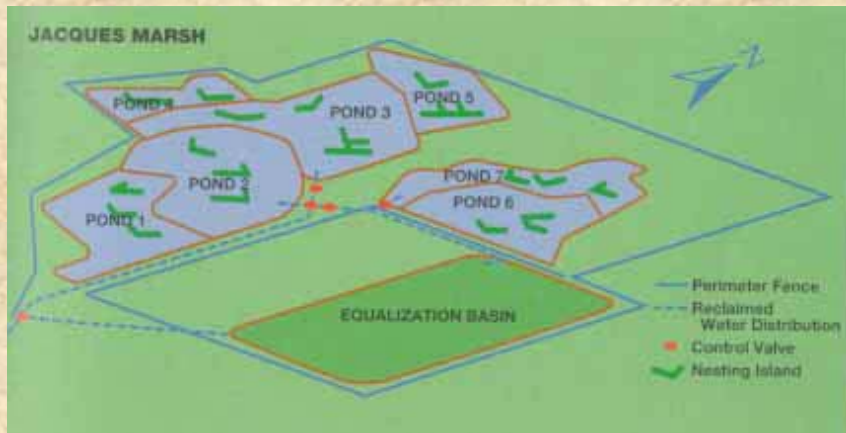 JACQUES MARSH
N
POND 4
POND 3
POND 5
POND 2
POND 7
POND 1
POND 6
EQUALIZATION BASIN
Perimeter Fence
Reclaimed
Water Distribution
Control Valve
Nesting Island